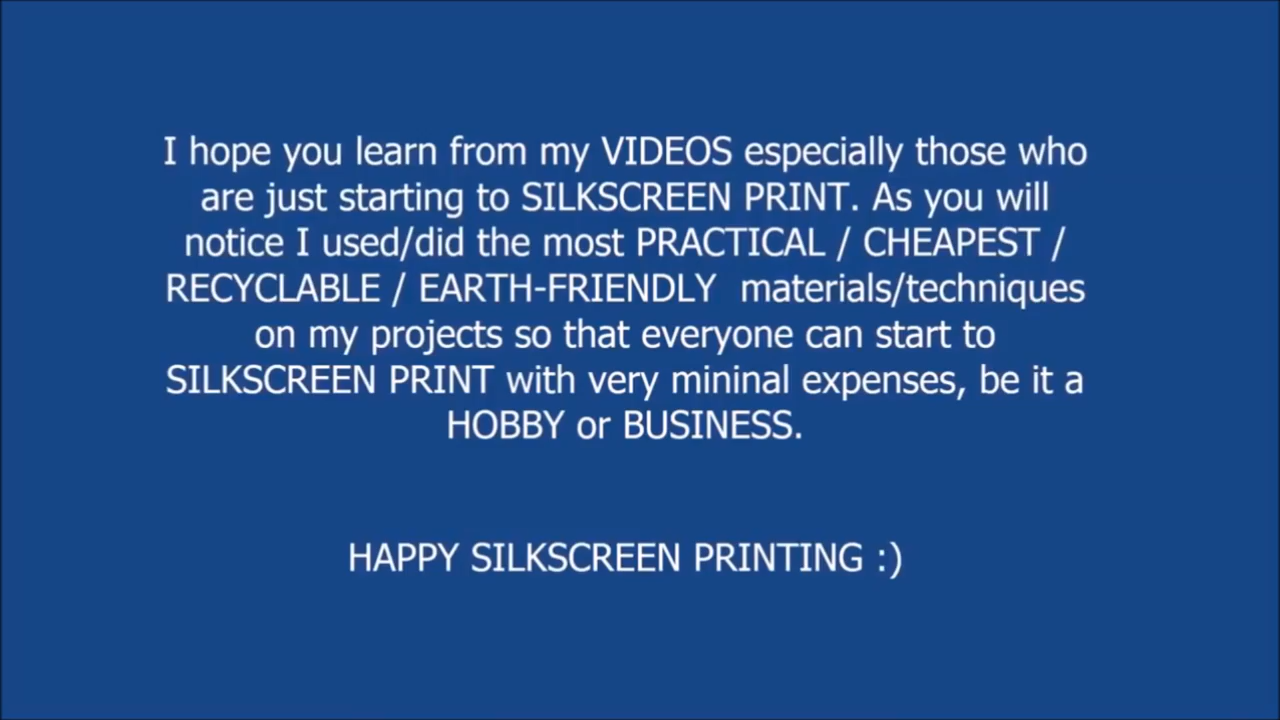 I hope you learn from my VIDEOS especially those who
are just starting to SILKSCREEN PRINT. As you will
notice I used/did the most PRACTICAL / CHEAPEST /
RECYCLABLE / EARTH-FRIENDLY  materials/techniques
on my projects so that everyone can start to
SILKSCREEN PRINT with very mininal expenses, be it a
HOBBY or BUSINESS.
HAPPY SILKSCREEN PRINTING :)